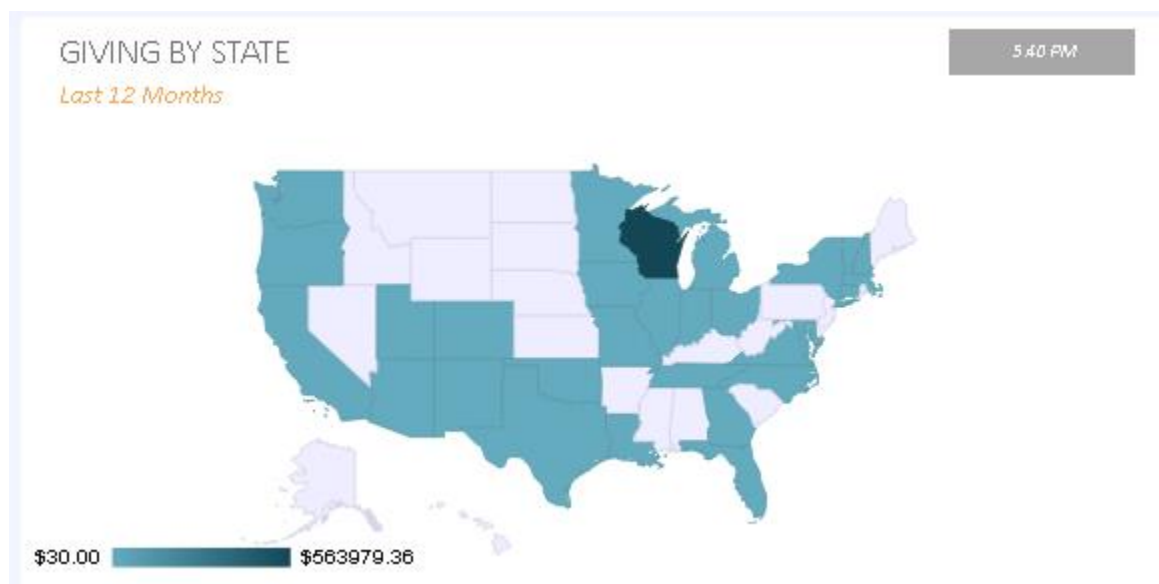 GIVING BY STATE
5:40 PM
Last 12 Months
$30.00
$563979.36